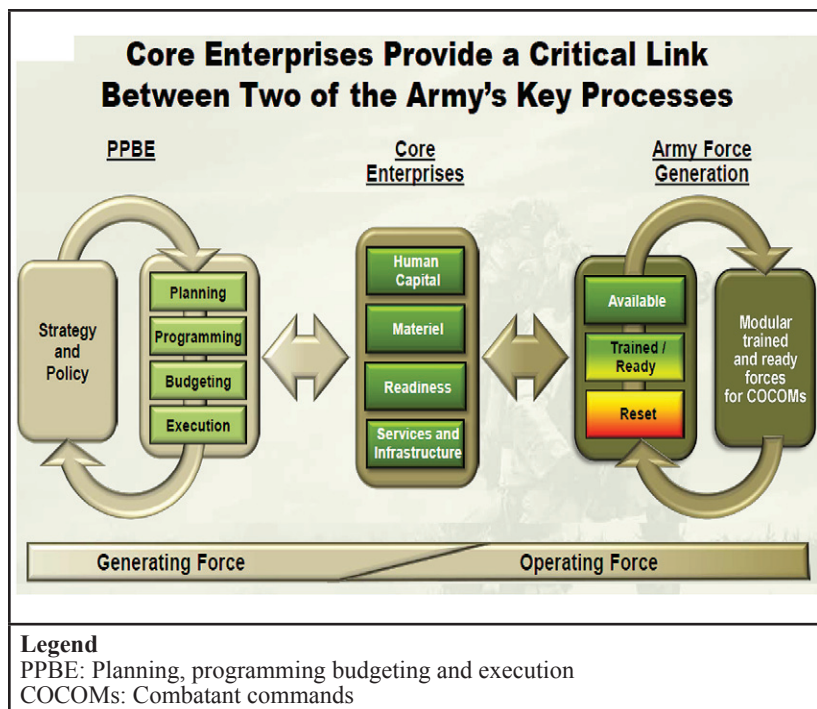 Core Enterprises Provide a Critical Link
Between Two of the Army's Key Processes
PPBE
Strategy
and
Policy
Planning
Programming
Budgeting
Execution
Core
Enterprises
Human
Capital
Materiel
Readiness
Services and
Infrastructure
Army Force
Generation
Available
Trained /
Ready
Reset
Modular
trained
and ready
forces
for COCOMs
Generating Force
Operating Force
Legend
PPBE: Planning, programming budgeting and execution
COCOMs: Combatant commands